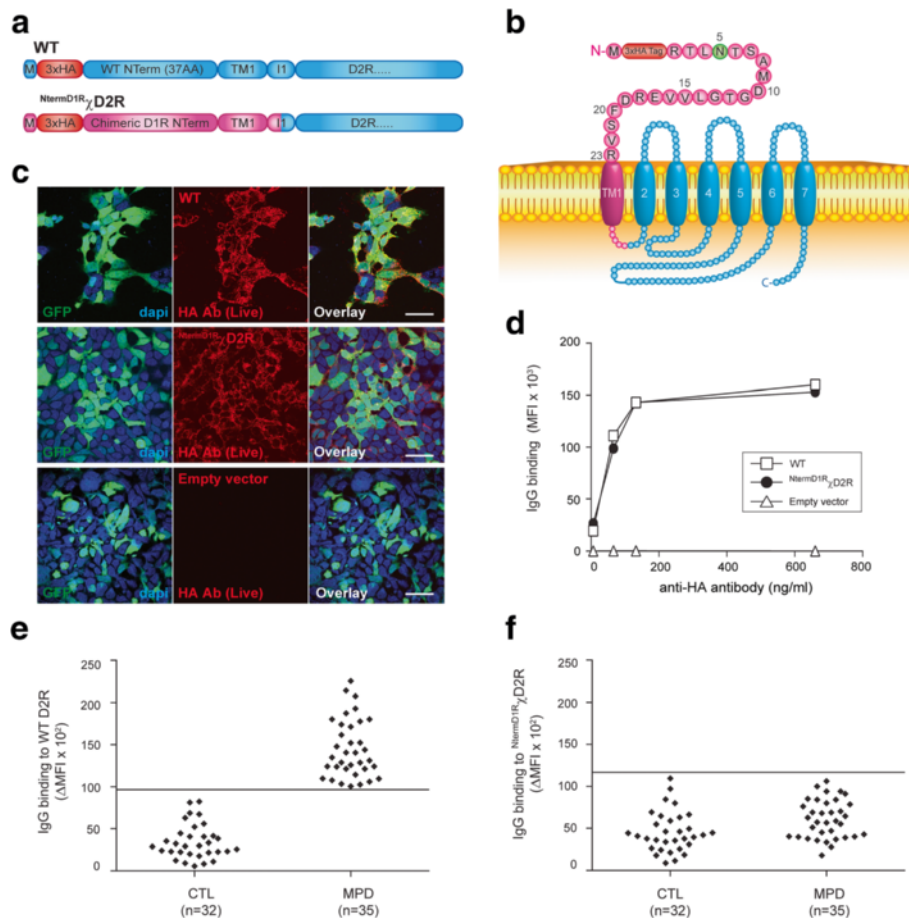 a
WT
M 3xHA WT NTerm (37AA) TM1 I1 D2R.....
NtermD1RχD2R
M 3xHA Chimeric D1R NTerm TM1 I1 D2R.....
b
5
N- M 3xHA Tag R T L N T S
A
M
D 10
15
D R E V V L G T G
20 F
S
V
23 R
TM1 2 3 4 5 6 7
C-
c
WT
GFP dapi HA Ab (Live) Overlay
NtermD1RχD2R
GFP dapi HA Ab (Live) Overlay
Empty vector
GFP dapi HA Ab (Live) Overlay
d
200
150
100
50
0
IgG binding (MFI x 10³)
WT
NtermD1RχD2R
Empty vector
0 200 400 600 800
anti-HA antibody (ng/ml)
e
250
200
150
100
50
0
IgG binding to WT D2R
(ΔMFI x 10²)
CTL MPD
(n=32) (n=35)
f
250
200
150
100
50
0
IgG binding to NtermD1RχD2R
(ΔMFI x 10²)
CTL MPD
(n=32) (n=35)